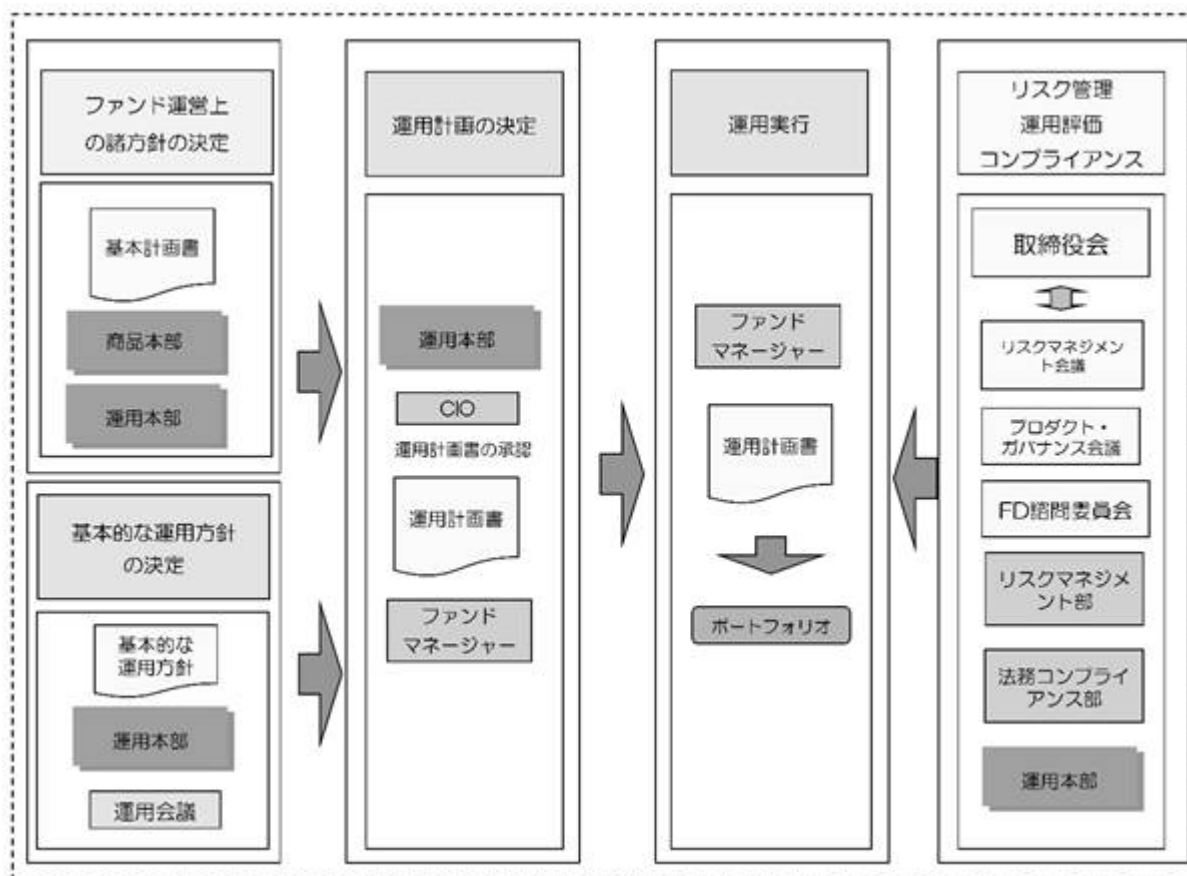 ファンド運営上
の諸方針の決定
基本計画書
商品本部
運用本部
基本的な運用方針
の決定
基本的な
運用方針
運用本部
運用会議
運用計画の決定
運用本部
CIO
運用計画書の承認
運用計画書
ファンド
マネージャー
運用実行
ファンド
マネージャー
運用計画書
ポートフォリオ
リスク管理
運用評価
コンプライアンス
取締役会
リスクマネジメン
ト会議
プロダクト・
ガバナンス会議
FD諮問委員会
リスクマネジメ
ント部
法務コンプライ
アンス部
運用本部